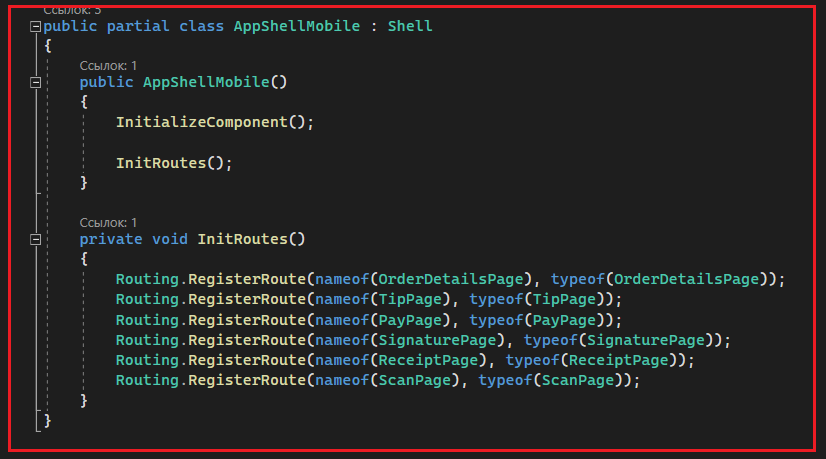 Ссылок: 3
public partial class AppShellMobile : Shell
{
Ссылок: 1
public AppShellMobile()
{
InitializeComponent();
InitRoutes();
}
Ссылок: 1
private void InitRoutes()
{
Routing.RegisterRoute(nameof(OrderDetailsPage), typeof(OrderDetailsPage));
Routing.RegisterRoute(nameof(TipPage), typeof(TipPage));
Routing.RegisterRoute(nameof(PayPage), typeof(PayPage));
Routing.RegisterRoute(nameof(SignaturePage), typeof(SignaturePage));
Routing.RegisterRoute(nameof(ReceiptPage), typeof(ReceiptPage));
Routing.RegisterRoute(nameof(ScanPage), typeof(ScanPage));
}
}